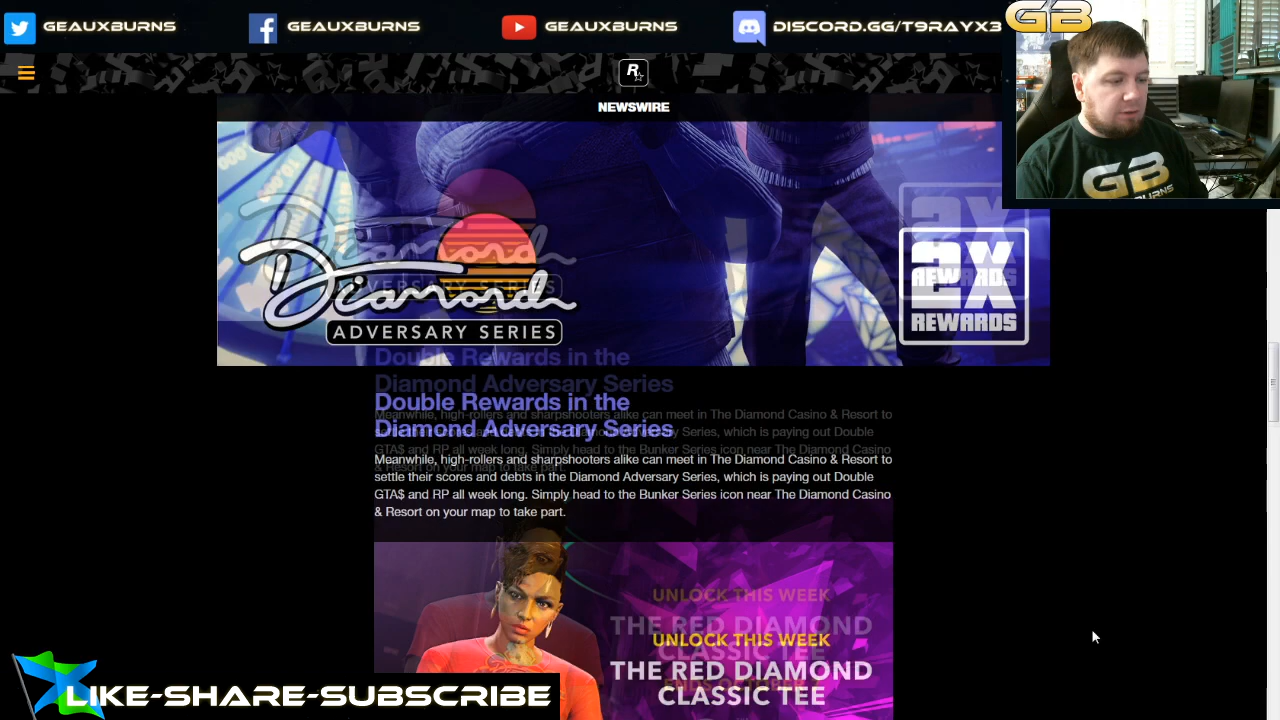 GEAUXBURNS
GEAUXBURNS
GEAUXBURNS
DISCORD.GG/T9RAYX3
GB
R
NEWSWIRE
GB
BURNS
Diamond
ADVERSARY SERIES
2X
REWARDS
Double Rewards in the
Diamond Adversary Series
Meanwhile, high-rollers and sharpshooters alike can meet in The Diamond Casino & Resort to
settle their scores and debts in the Diamond Adversary Series, which is paying out Double
GTA$ and RP all week long. Simply head to the Bunker Series icon near The Diamond Casino
& Resort on your map to take part.
UNLOCK THIS WEEK
THE RED DIAMOND
CLASSIC TEE
LIKE-SHARE-SUBSCRIBE